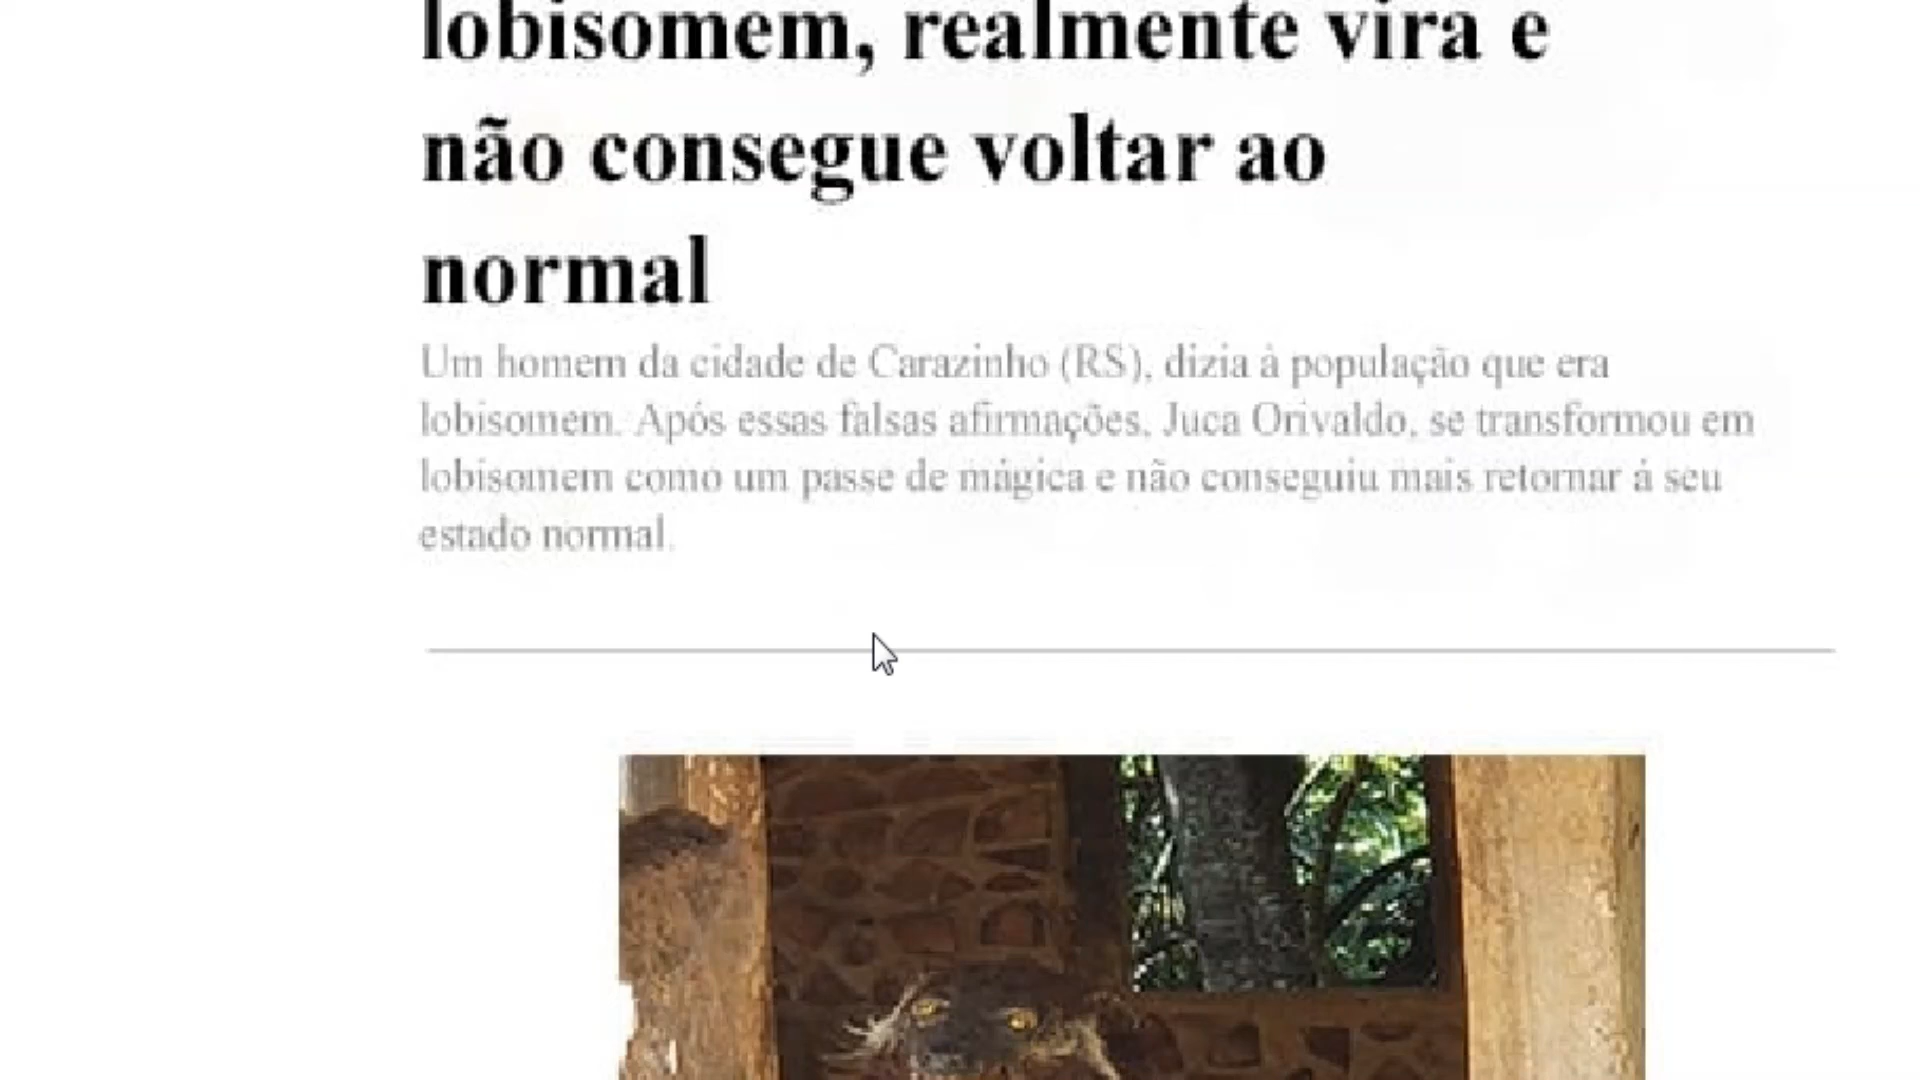 lobisomem, realmente vira e
não consegue voltar ao
normal
Um homem da cidade de Carazinho (RS), dizia à população que era
lobisomem. Após essas falsas afirmações, Juca Orivaldo, se transformou em
lobisomem como um passe de mágica e não conseguiu mais retornar á seu
estado normal.